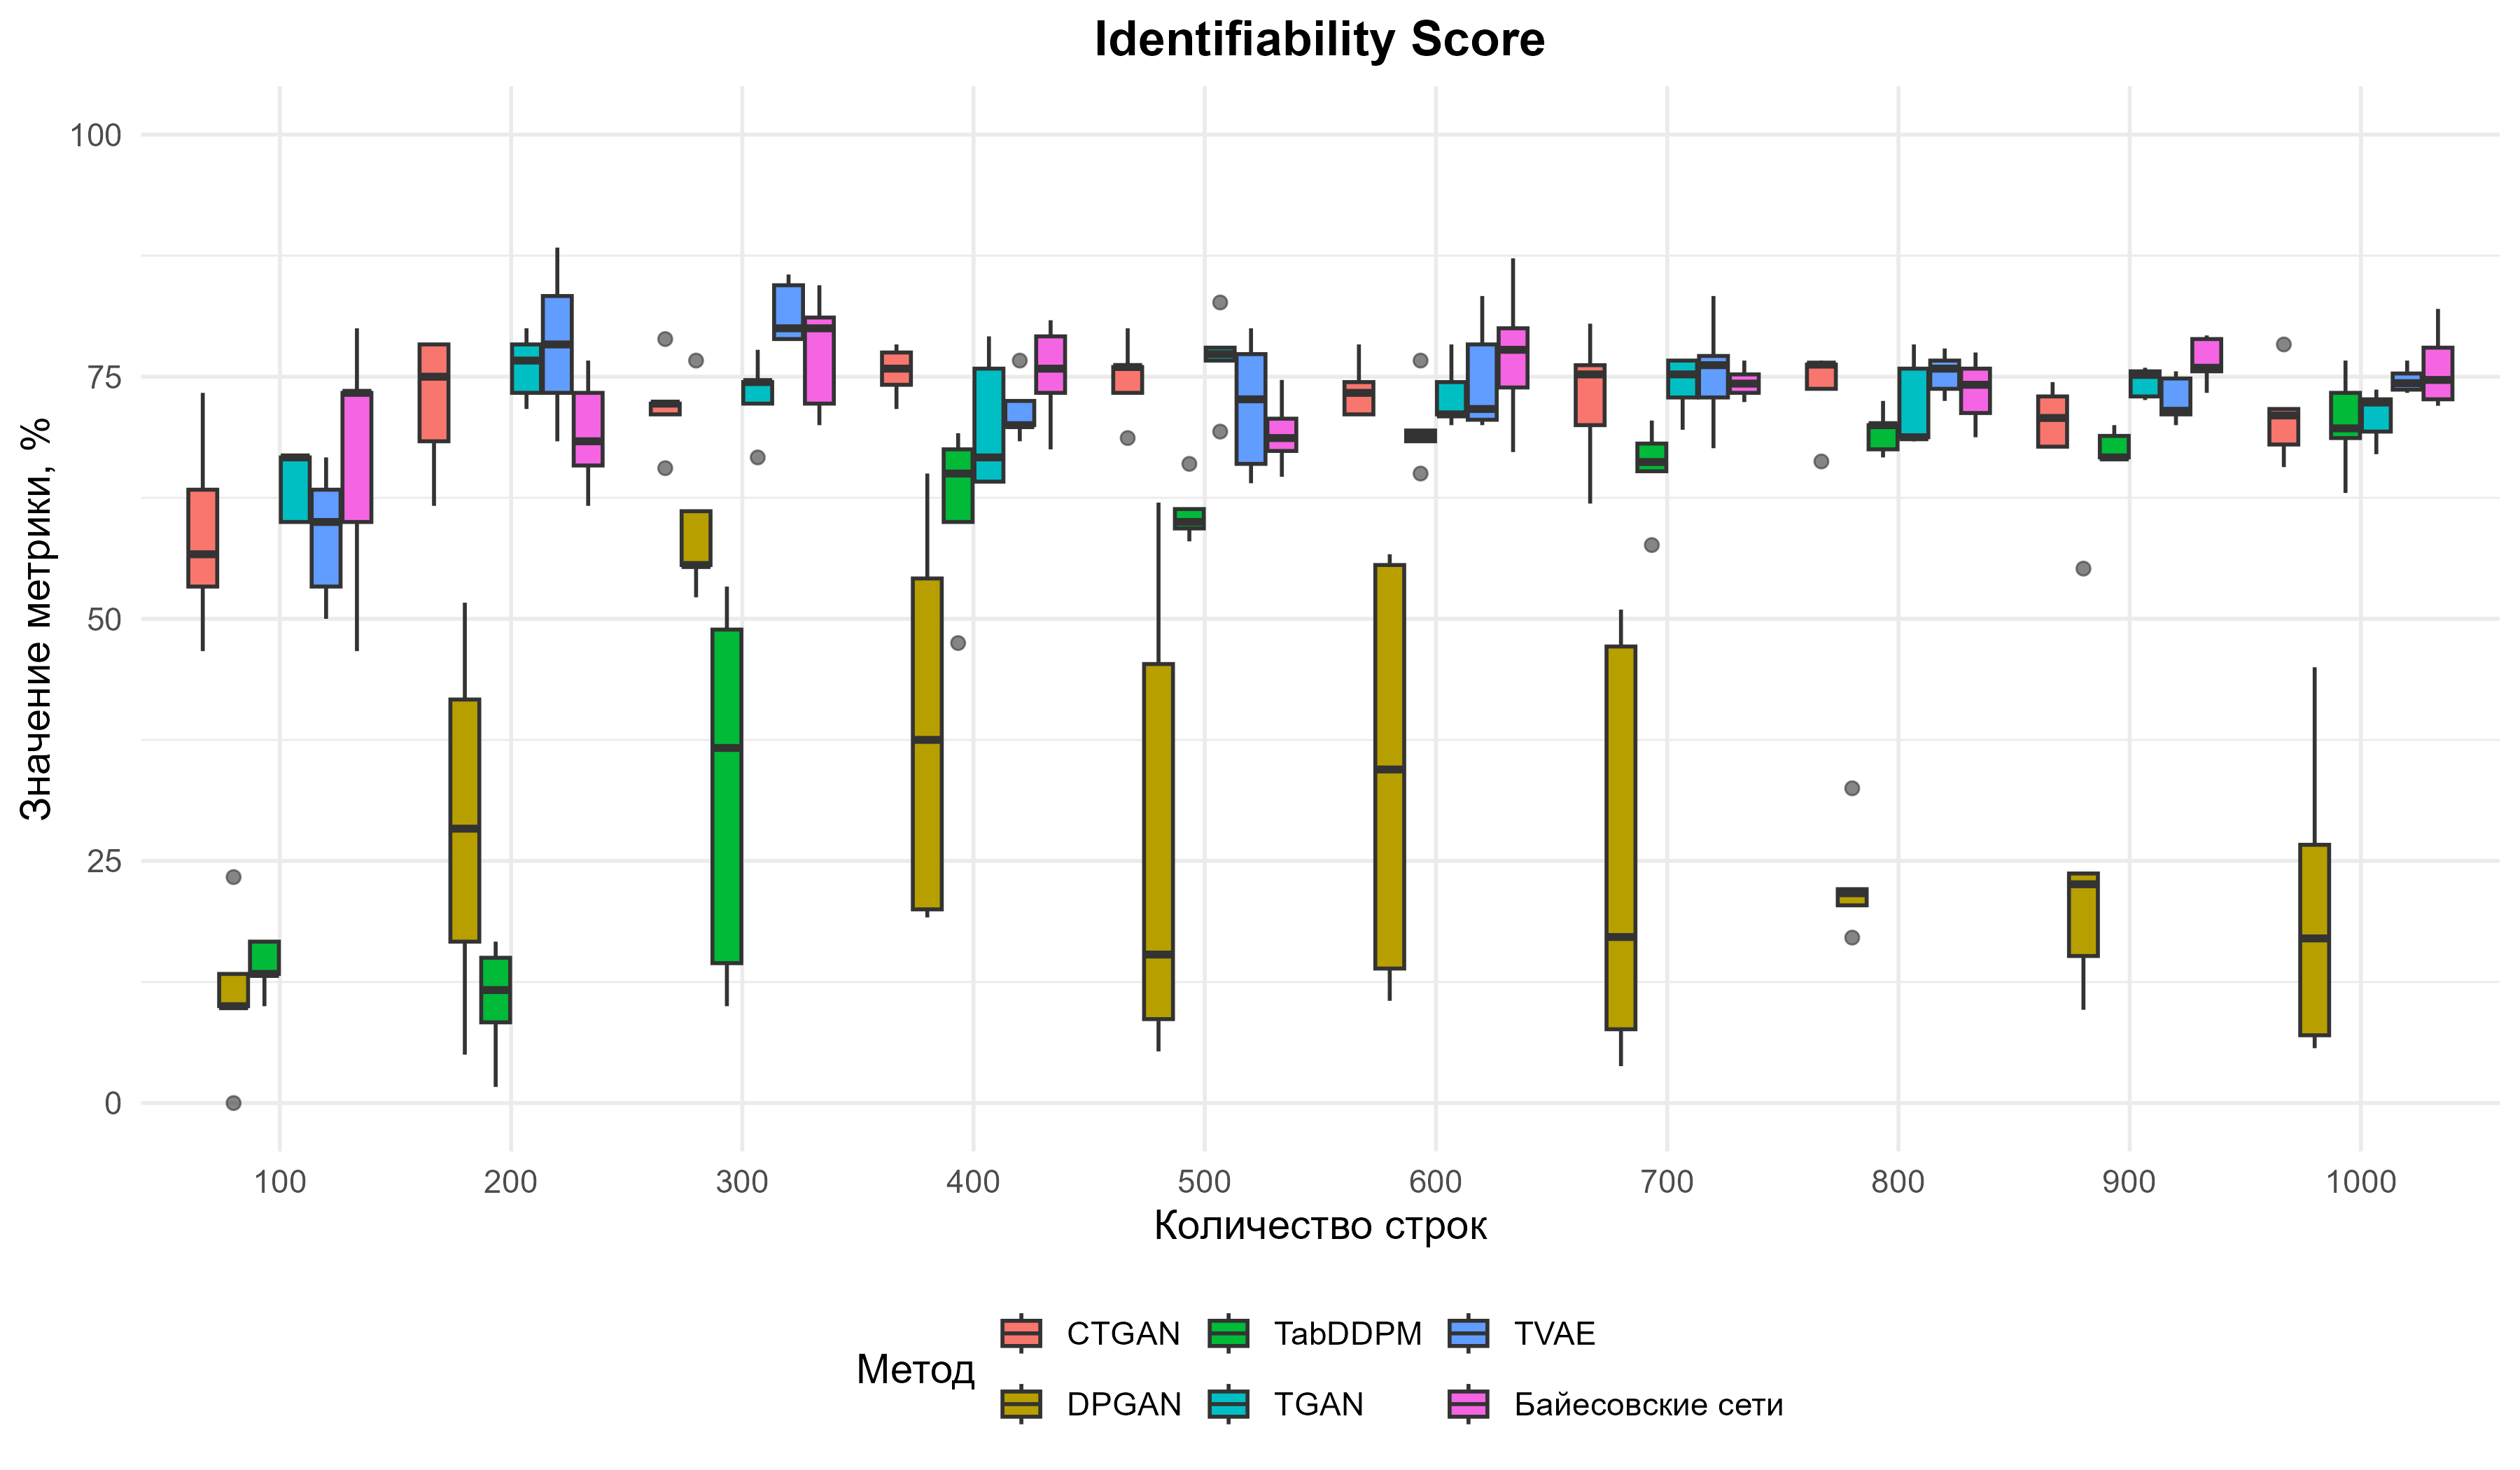 Identifiability Score
Значение метрики, %
100
75
50
25
0
100 200 300 400 500 600 700 800 900 1000
Количество строк
Метод
CTGAN TabDDPM TVAE
DPGAN TGAN Байесовские сети